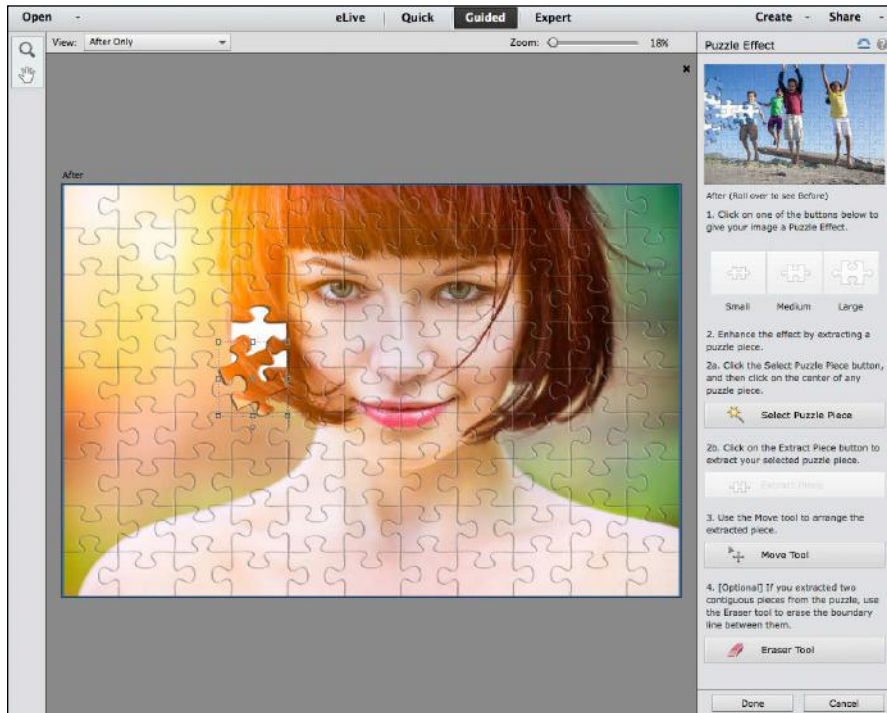 Open - eLive Quick Guided Expert Create - Share -
View: After Only Zoom: 18% Puzzle Effect
After
After (Roll over to see Before)
1. Click on one of the buttons below to
give your image a Puzzle Effect.
Small Medium Large
2. Enhance the effect by extracting a
puzzle piece.
2a. Click the Select Puzzle Piece button,
and then click on the center of any
puzzle piece.
Select Puzzle Piece
2b. Click on the Extract Piece button to
extract your selected puzzle piece.
Extract Piece
3. Use the Move tool to arrange the
extracted piece.
Move Tool
4. [Optional] If you extracted two
contiguous pieces from the puzzle, use
the Eraser tool to erase the boundary
line between them.
Eraser Tool
Done Cancel